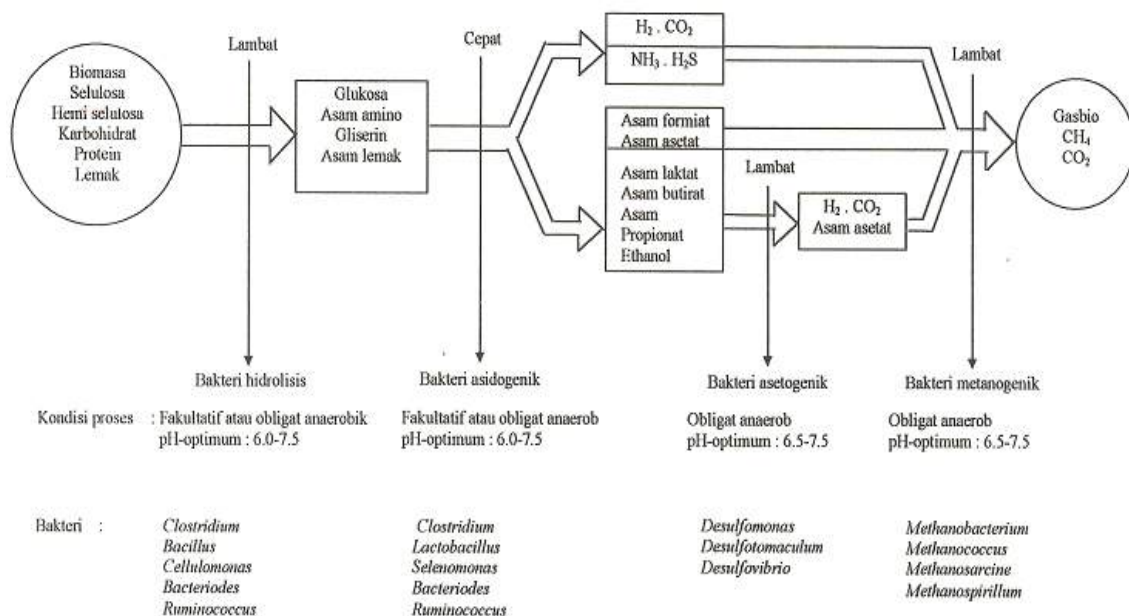 Lambat
Cepat
Lambat
Biomasa
Selulosa
Hemi selulosa
Karbohidrat
Protein
Lemak
Glukosa
Asam amino
Gliserin
Asam lemak
H₂ . CO₂
NH₃ . H₂S
Asam formiat
Asam asetat
Asam laktat
Asam butirat
Asam
Propionat
Ethanol
Lambat
H₂ . CO₂
Asam asetat
Gasbio
CH₄
CO₂
Bakteri hidrolisis
Bakteri asidogenik
Bakteri asetogenik
Bakteri metanogenik
Kondisi proses : Fakultatif atau obligat anaerobik
pH-optimum : 6.0-7.5
Fakultatif atau obligat anaerob
pH-optimum : 6.0-7.5
Obligat anaerob
pH-optimum : 6.5-7.5
Obligat anaerob
pH-optimum : 6.5-7.5
Bakteri :
Clostridium
Bacillus
Cellulomonas
Bacteriodes
Ruminococcus
Clostridium
Lactobacillus
Selenomonas
Bacteriodes
Ruminococcus
Desulfomonas
Desulfotomaculum
Desulfovibrio
Methanobacterium
Methanococcus
Methanosarcine
Methanospirillum